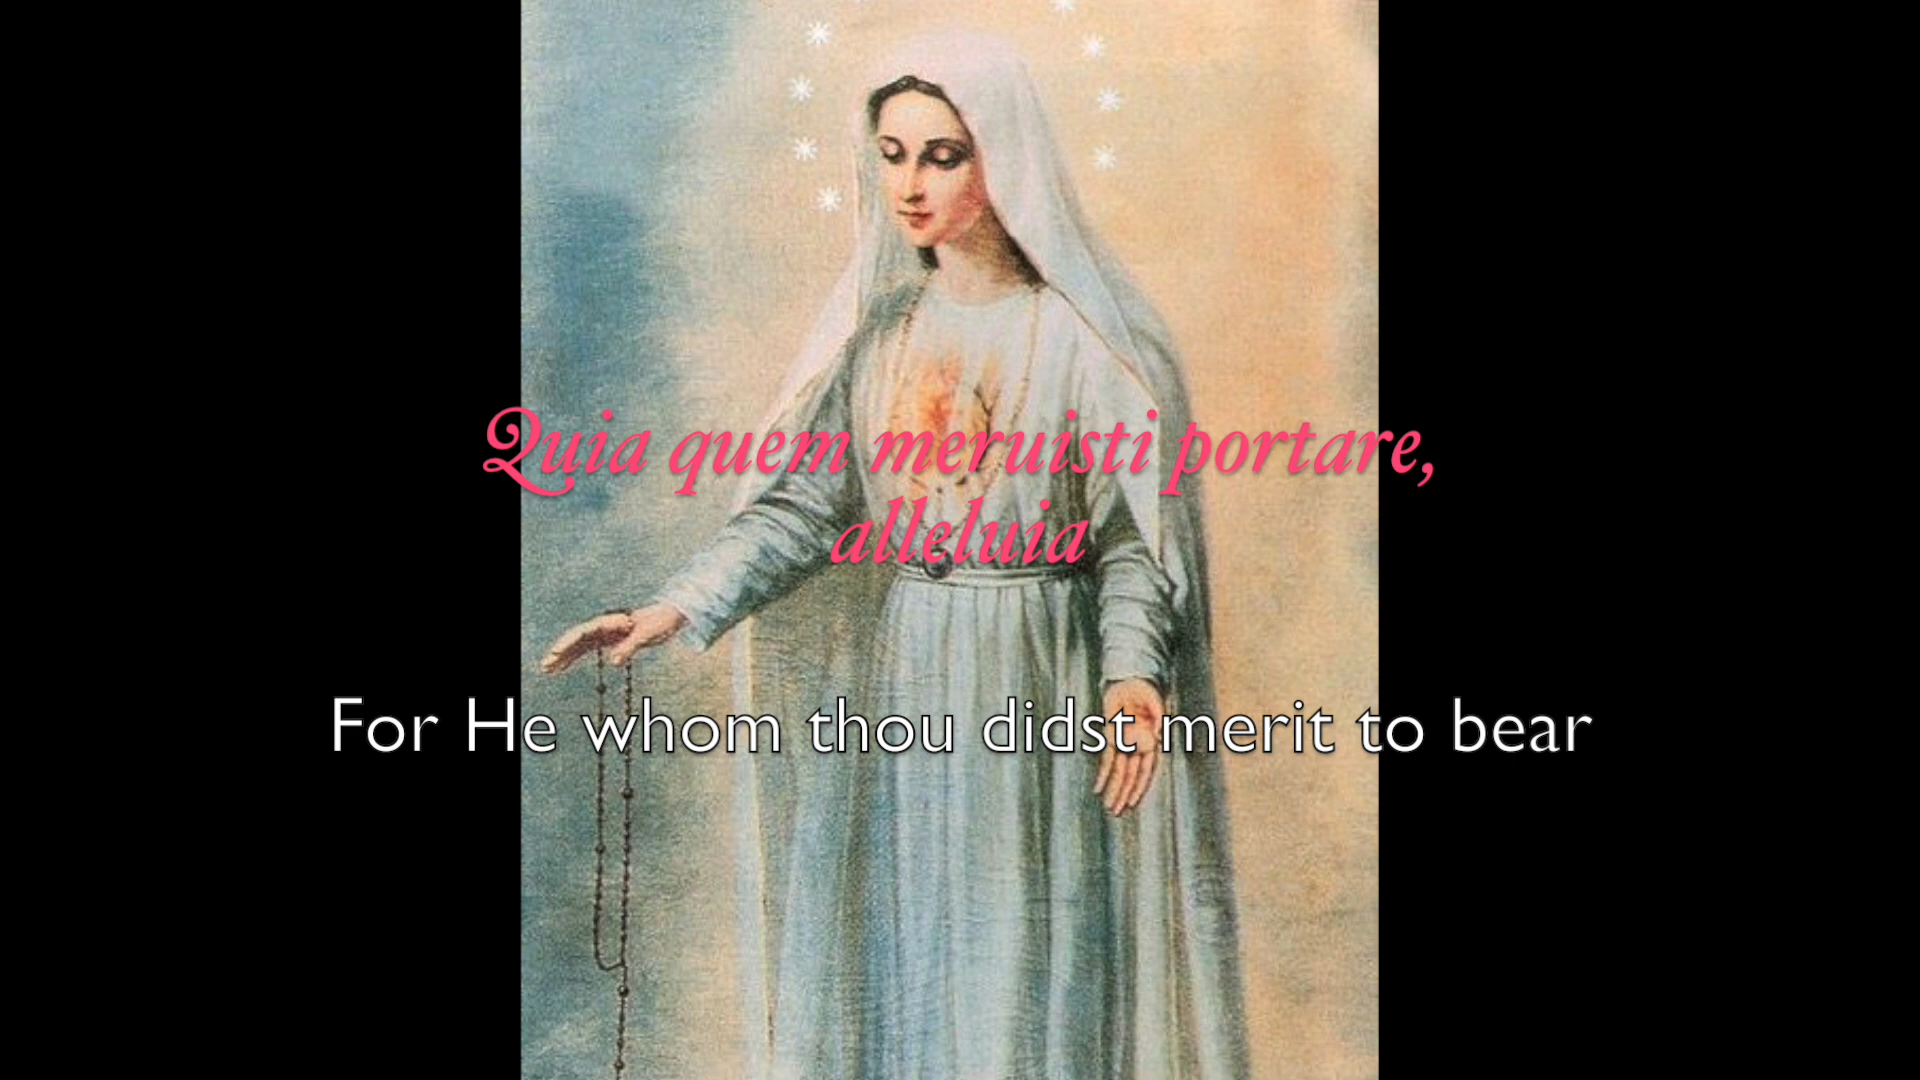 Quia quem meruisti portare,
alleluia
For He whom thou didst merit to bear